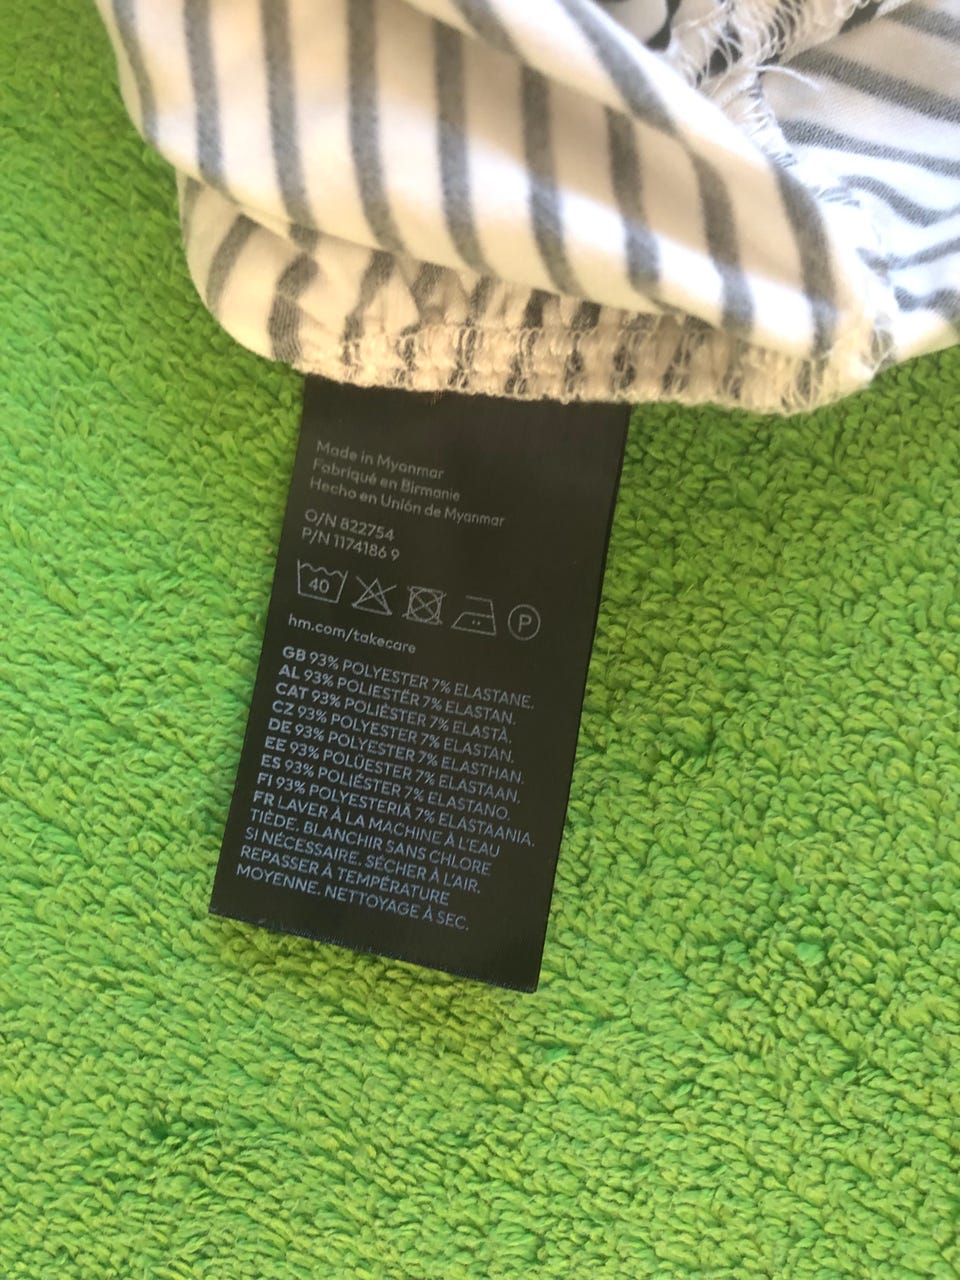 Made in Myanmar
Fabriqué en Birmanie
Hecho en Unión de Myanmar
O/N 822754
P/N 1174186 9
40
P
hm.com/takecare
GB 93% POLYESTER 7% ELASTANE.
AL 93% POLIESTËR 7% ELASTAN.
CAT 93% POLIÈSTER 7% ELASTÀ.
CZ 93% POLYESTER 7% ELASTAN.
DE 93% POLYESTER 7% ELASTHAN.
EE 93% POLÜESTER 7% ELASTAAN.
ES 93% POLIÉSTER 7% ELASTANO.
FI 93% POLYESTERIÄ 7% ELASTAANIA.
FR LAVER À LA MACHINE À L'EAU
TIÈDE. BLANCHIR SANS CHLORE
SI NÉCESSAIRE. SÉCHER À L'AIR.
REPASSER À TEMPÉRATURE
MOYENNE. NETTOYAGE À SEC.